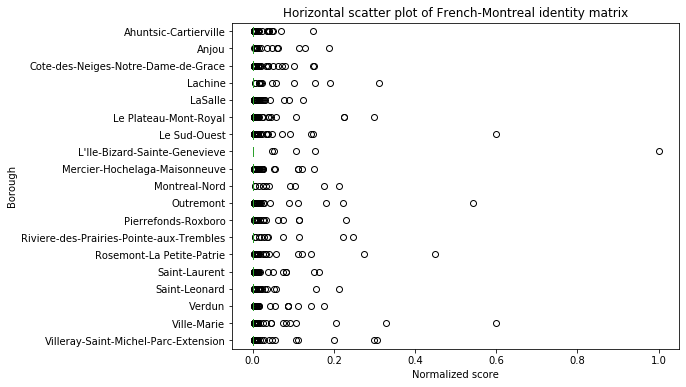 Horizontal scatter plot of French-Montreal identity matrix
Borough
Ahuntsic-Cartierville
Anjou
Cote-des-Neiges-Notre-Dame-de-Grace
Lachine
LaSalle
Le Plateau-Mont-Royal
Le Sud-Ouest
L'Ile-Bizard-Sainte-Genevieve
Mercier-Hochelaga-Maisonneuve
Montreal-Nord
Outremont
Pierrefonds-Roxboro
Riviere-des-Prairies-Pointe-aux-Trembles
Rosemont-La Petite-Patrie
Saint-Laurent
Saint-Leonard
Verdun
Ville-Marie
Villeray-Saint-Michel-Parc-Extension
0.0 0.2 0.4 0.6 0.8 1.0
Normalized score